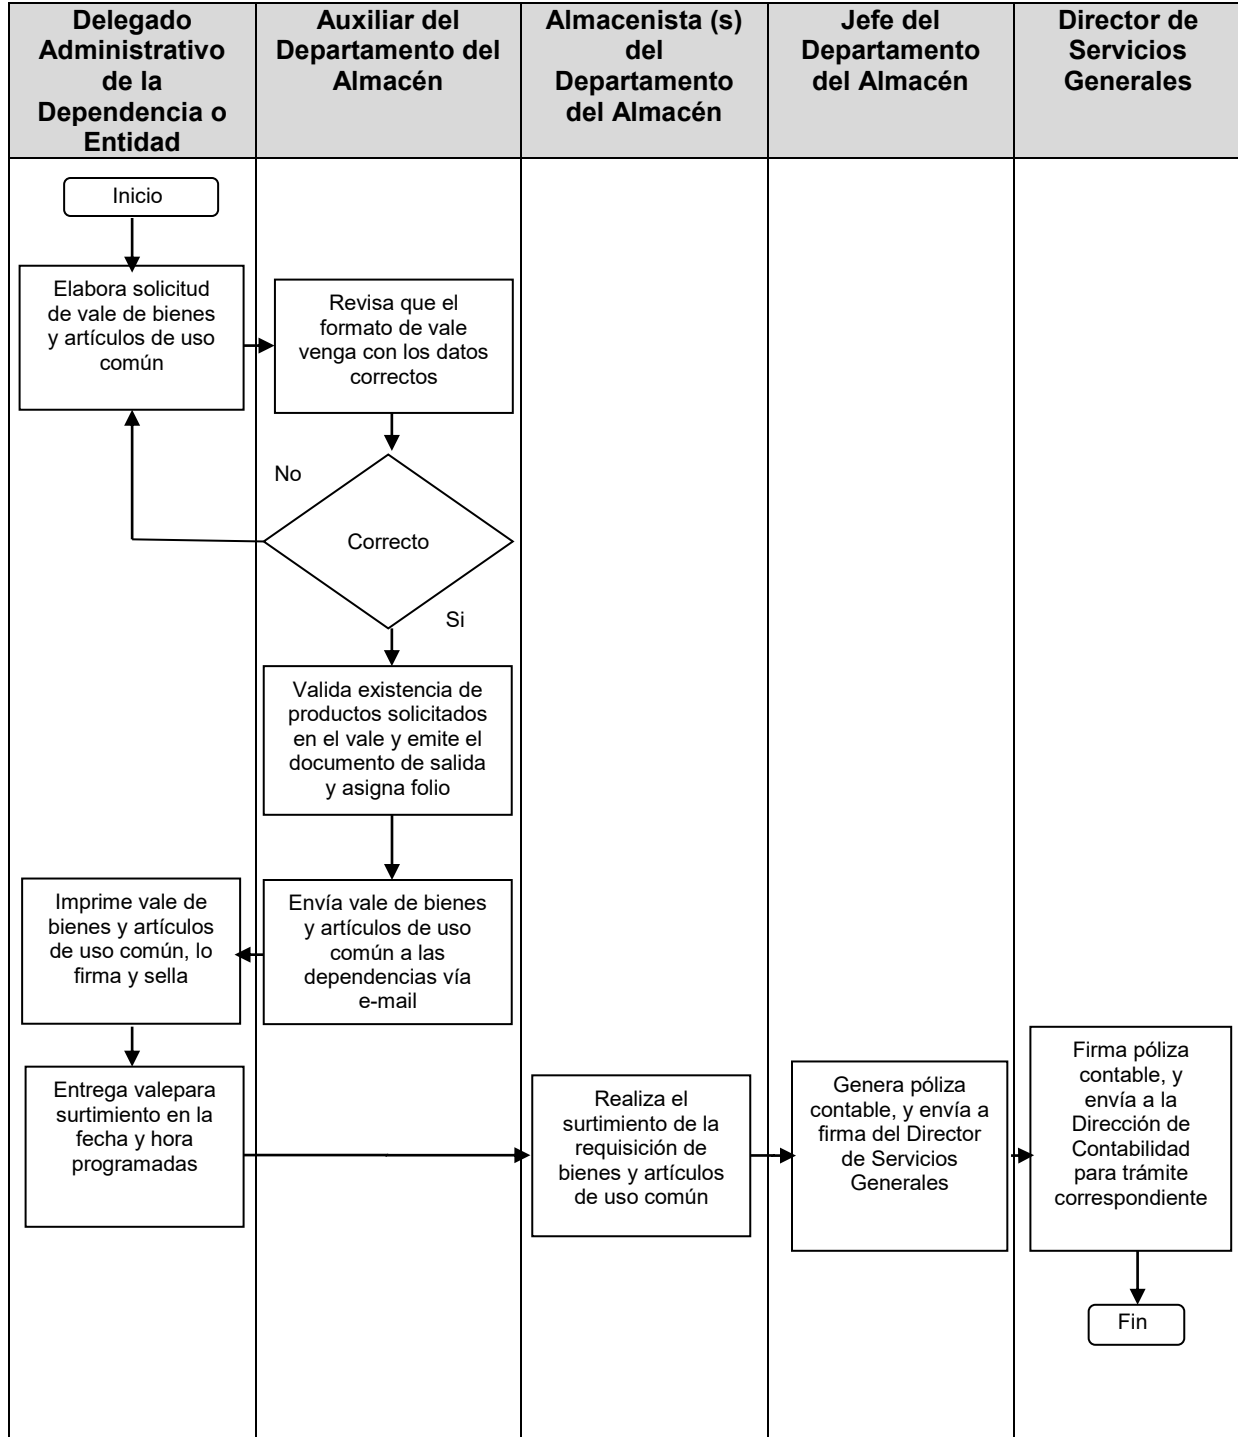 Delegado
Administrativo
de la
Dependencia o
Entidad
Auxiliar del
Departamento del
Almacén
Almacenista (s)
del
Departamento
del Almacén
Jefe del
Departamento
del Almacén
Director de
Servicios
Generales
Inicio
Elabora solicitud
de vale de bienes
y artículos de uso
común
Revisa que el
formato de vale
venga con los datos
correctos
No
Correcto
Si
Valida existencia de
productos solicitados
en el vale y emite el
documento de salida
y asigna folio
Envía vale de bienes
y artículos de uso
común a las
dependencias vía
e-mail
Imprime vale de
bienes y artículos
de uso común, lo
firma y sella
Entrega valepara
surtimiento en la
fecha y hora
programadas
Realiza el
surtimiento de la
requisición de
bienes y artículos
de uso común
Genera póliza
contable, y envía a
firma del Director
de Servicios
Generales
Firma póliza
contable, y
envía a la
Dirección de
Contabilidad
para trámite
correspondiente
Fin